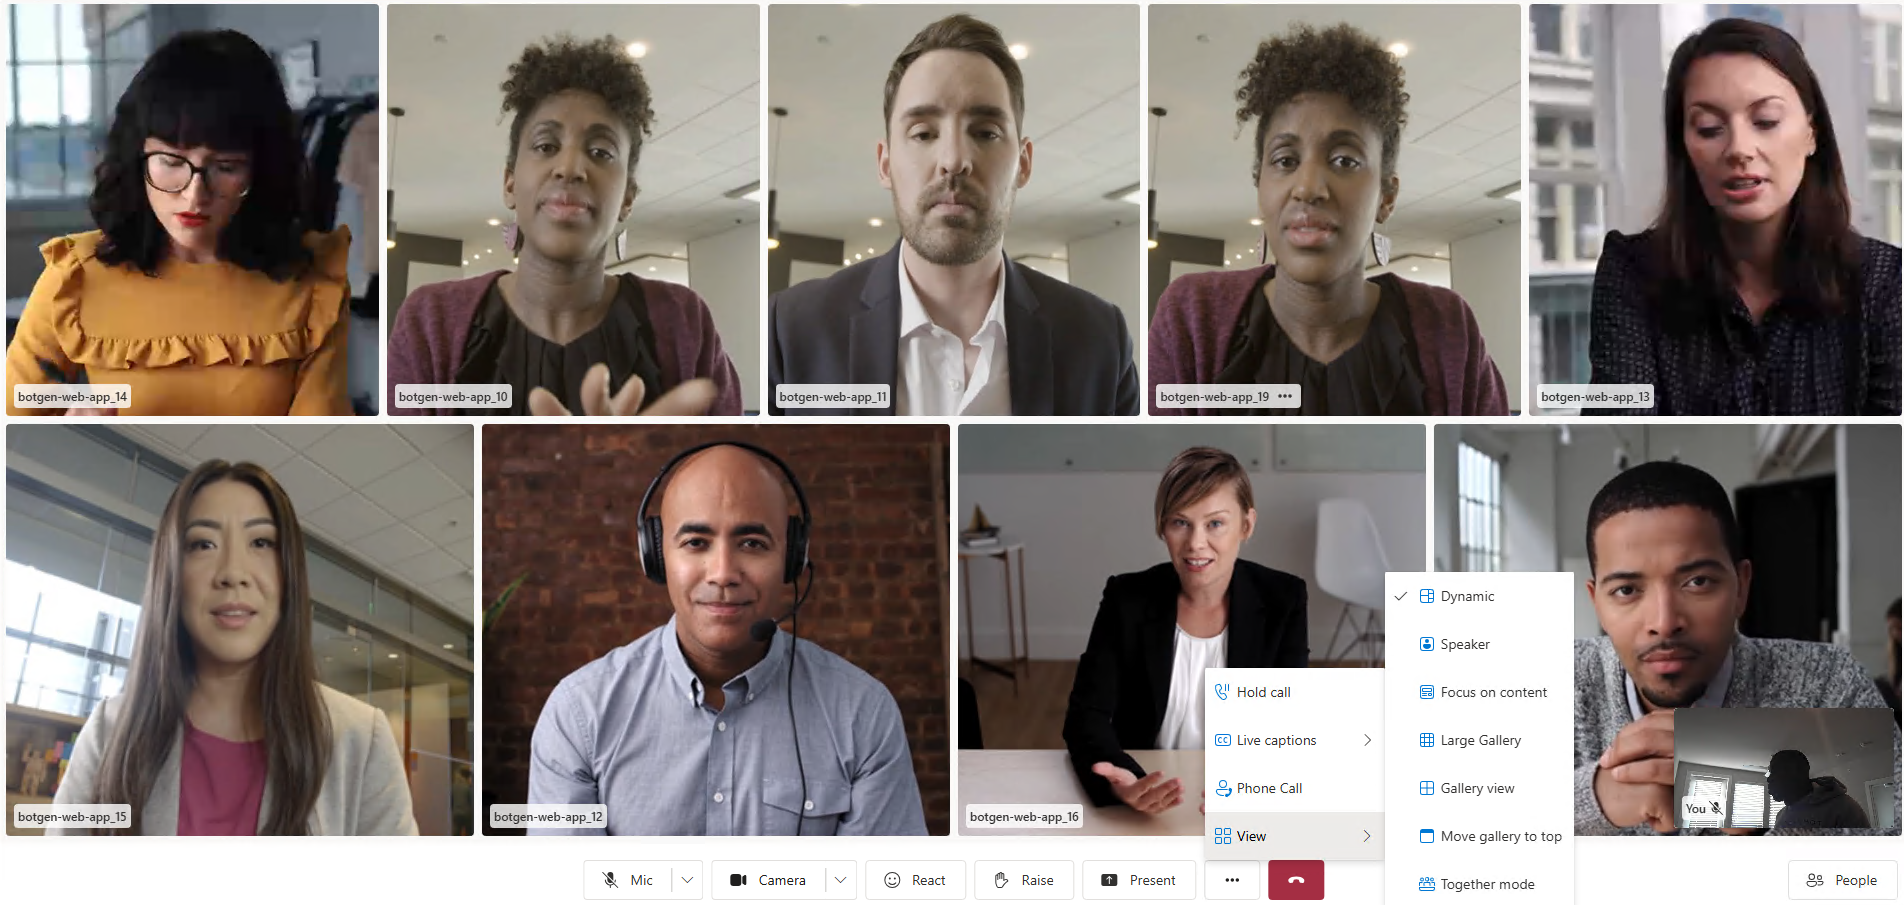 botgen-web-app_14
botgen-web-app_10
botgen-web-app_11
botgen-web-app_19 •••
botgen-web-app_13
botgen-web-app_15
botgen-web-app_12
botgen-web-app_16
Hold call
Live captions
Phone Call
View
Dynamic
Speaker
Focus on content
Large Gallery
Gallery view
Move gallery to top
Together mode
You
Mic
Camera
React
Raise
Present
People